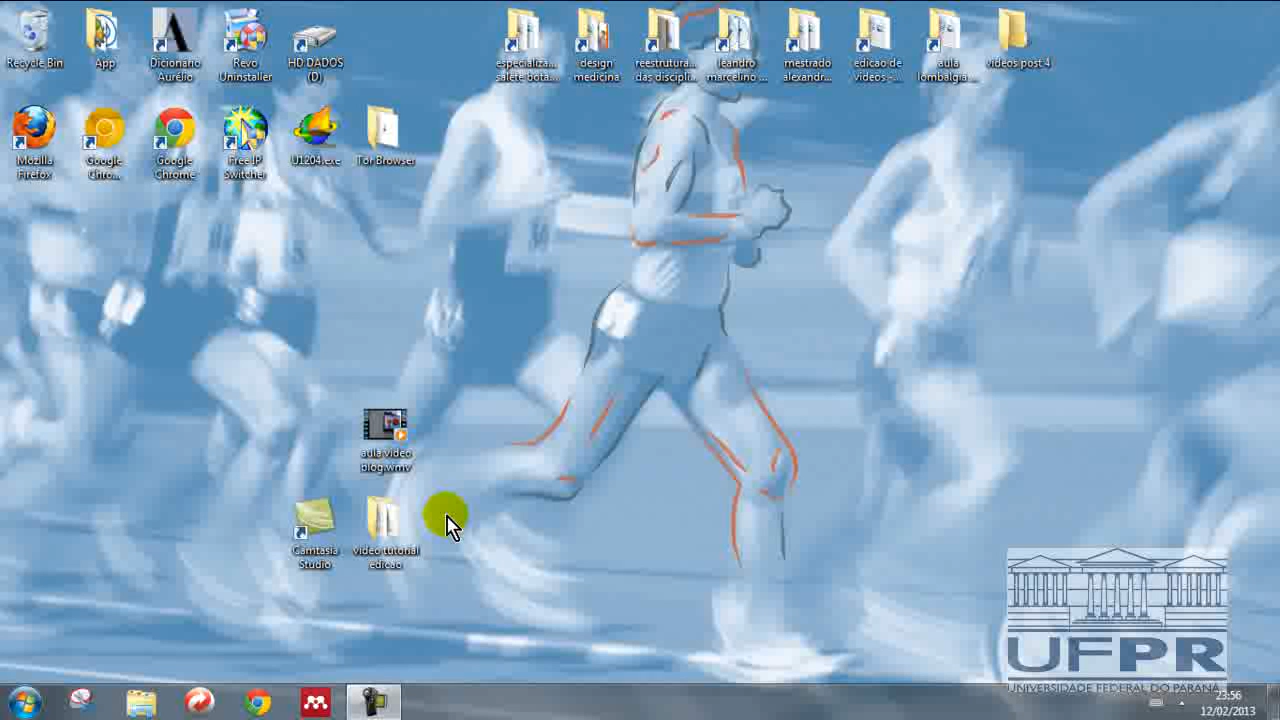 Recycle Bin
App
Dicionario
Aurélio
Revo
Uninstaller
HD DADOS
(D)
especializa...
salete bota...
design
medicina
reestrutura...
das discipli...
leandro
marcelino ...
mestrado
alexandr...
edicao de
videos -...
aula
lombalgia...
videos post 4
Mozilla
Firefox
Google
Chro...
Google
Chrome
Free IP
Switcher
U1204.exe
Tor Browser
aula video
blog.wmv
Camtasia
Studio
video tutorial
edicao
UFPR
UNIVERSIDADE FEDERAL DO PARANÁ
23:56
12/02/2013